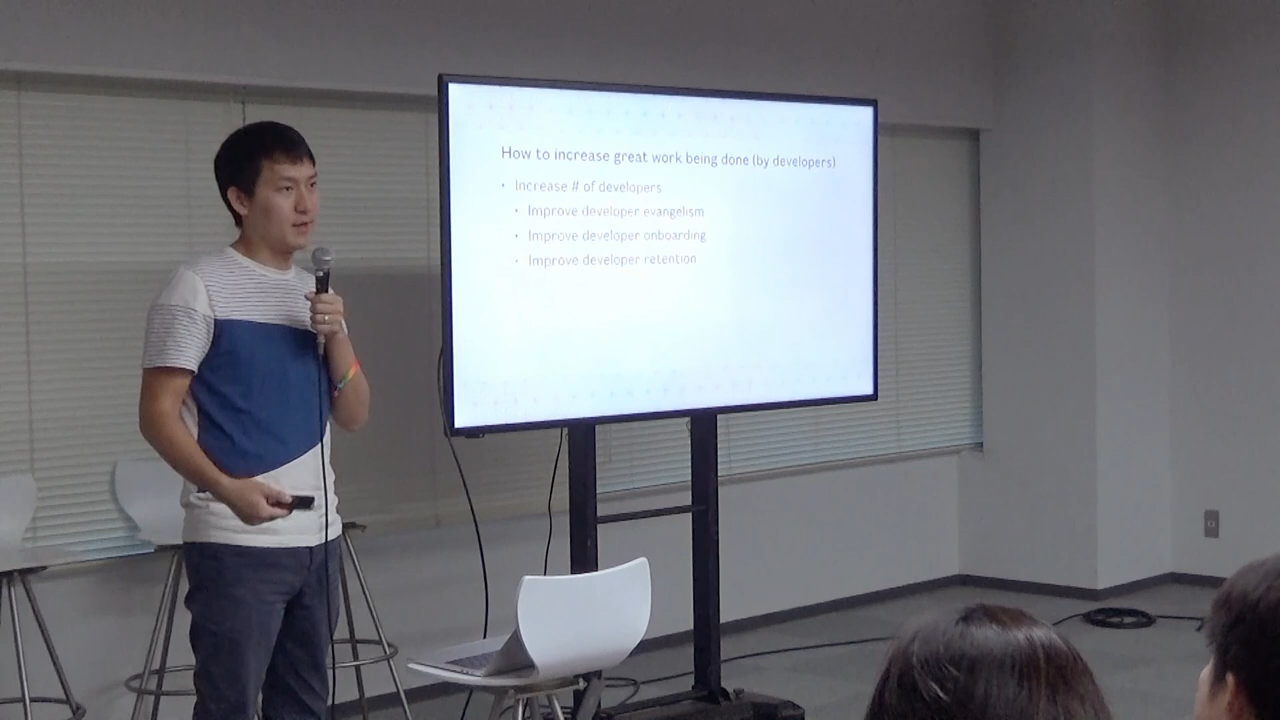 How to increase great work being done (by developers)
• Increase # of developers
• Improve developer evangelism
• Improve developer onboarding
• Improve developer retention